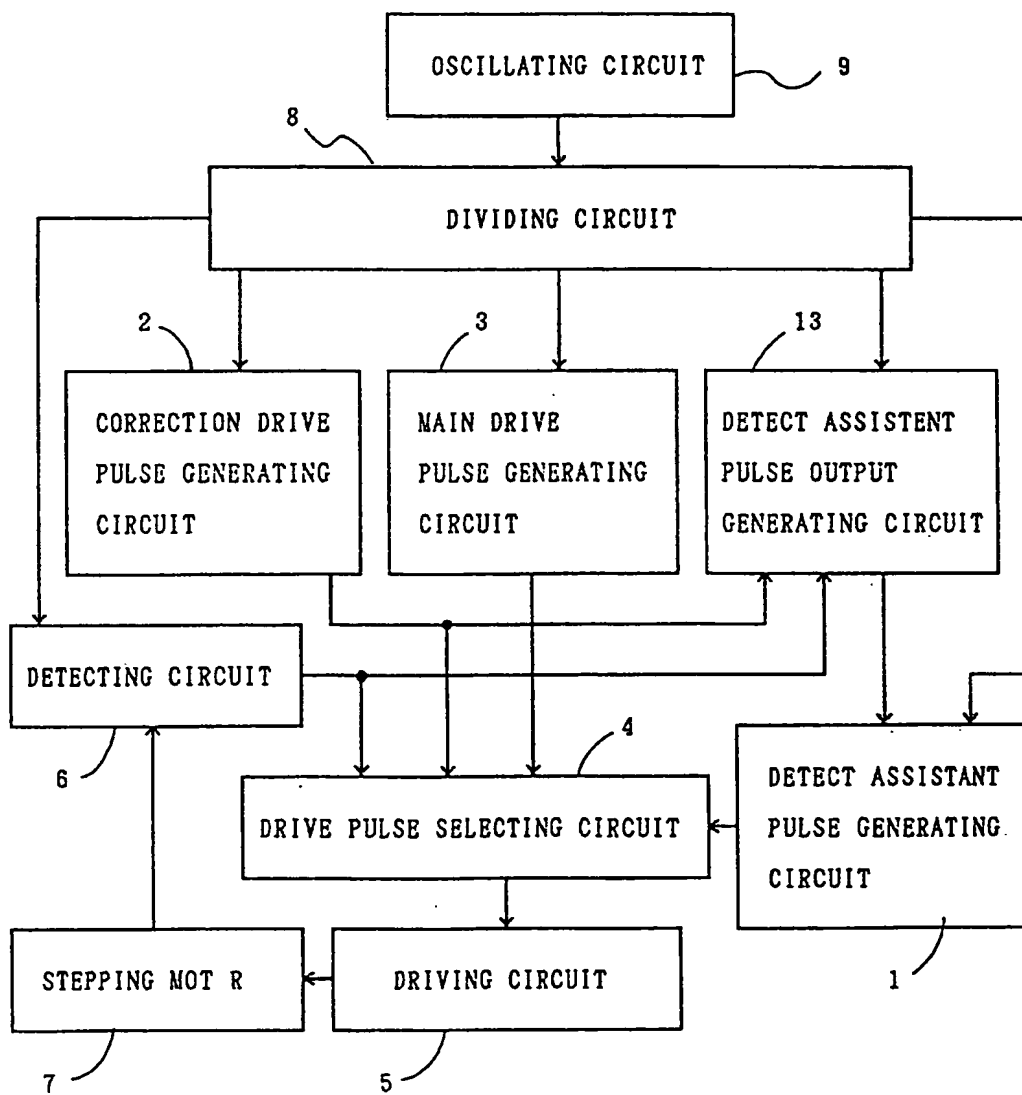 OSCILLATING CIRCUIT
9
8
DIVIDING CIRCUIT
2
3
13
CORRECTION DRIVE
PULSE GENERATING
CIRCUIT
MAIN DRIVE
PULSE GENERATING
CIRCUIT
DETECT ASSISTENT
PULSE OUTPUT
GENERATING CIRCUIT
DETECTING CIRCUIT
6
4
DRIVE PULSE SELECTING CIRCUIT
DETECT ASSISTANT
PULSE GENERATING
CIRCUIT
1
STEPPING MOT R
7
DRIVING CIRCUIT
5